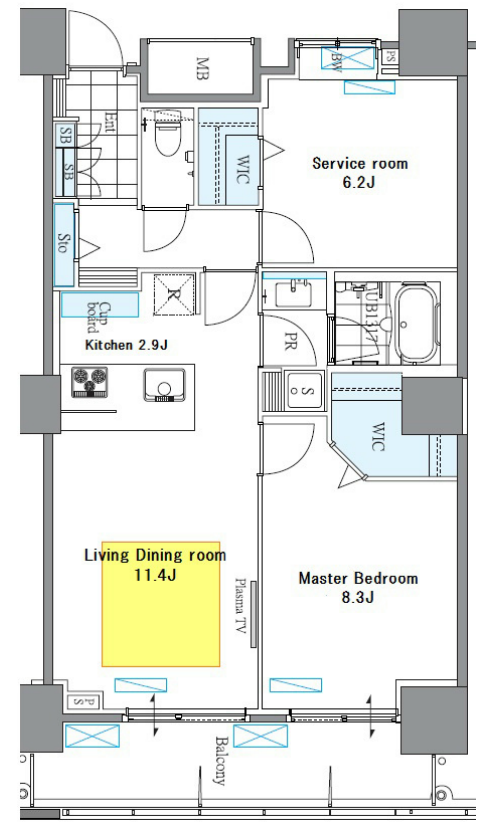 MB
BW
PS
Ent
SB
SB
WIC
Service room
6.2J
Sto
Cup
board
R
Kitchen 2.9J
PR
UB1317
S
WIC
Living Dining room
11.4J
Plasma TV
Master Bedroom
8.3J
PS
Balcony